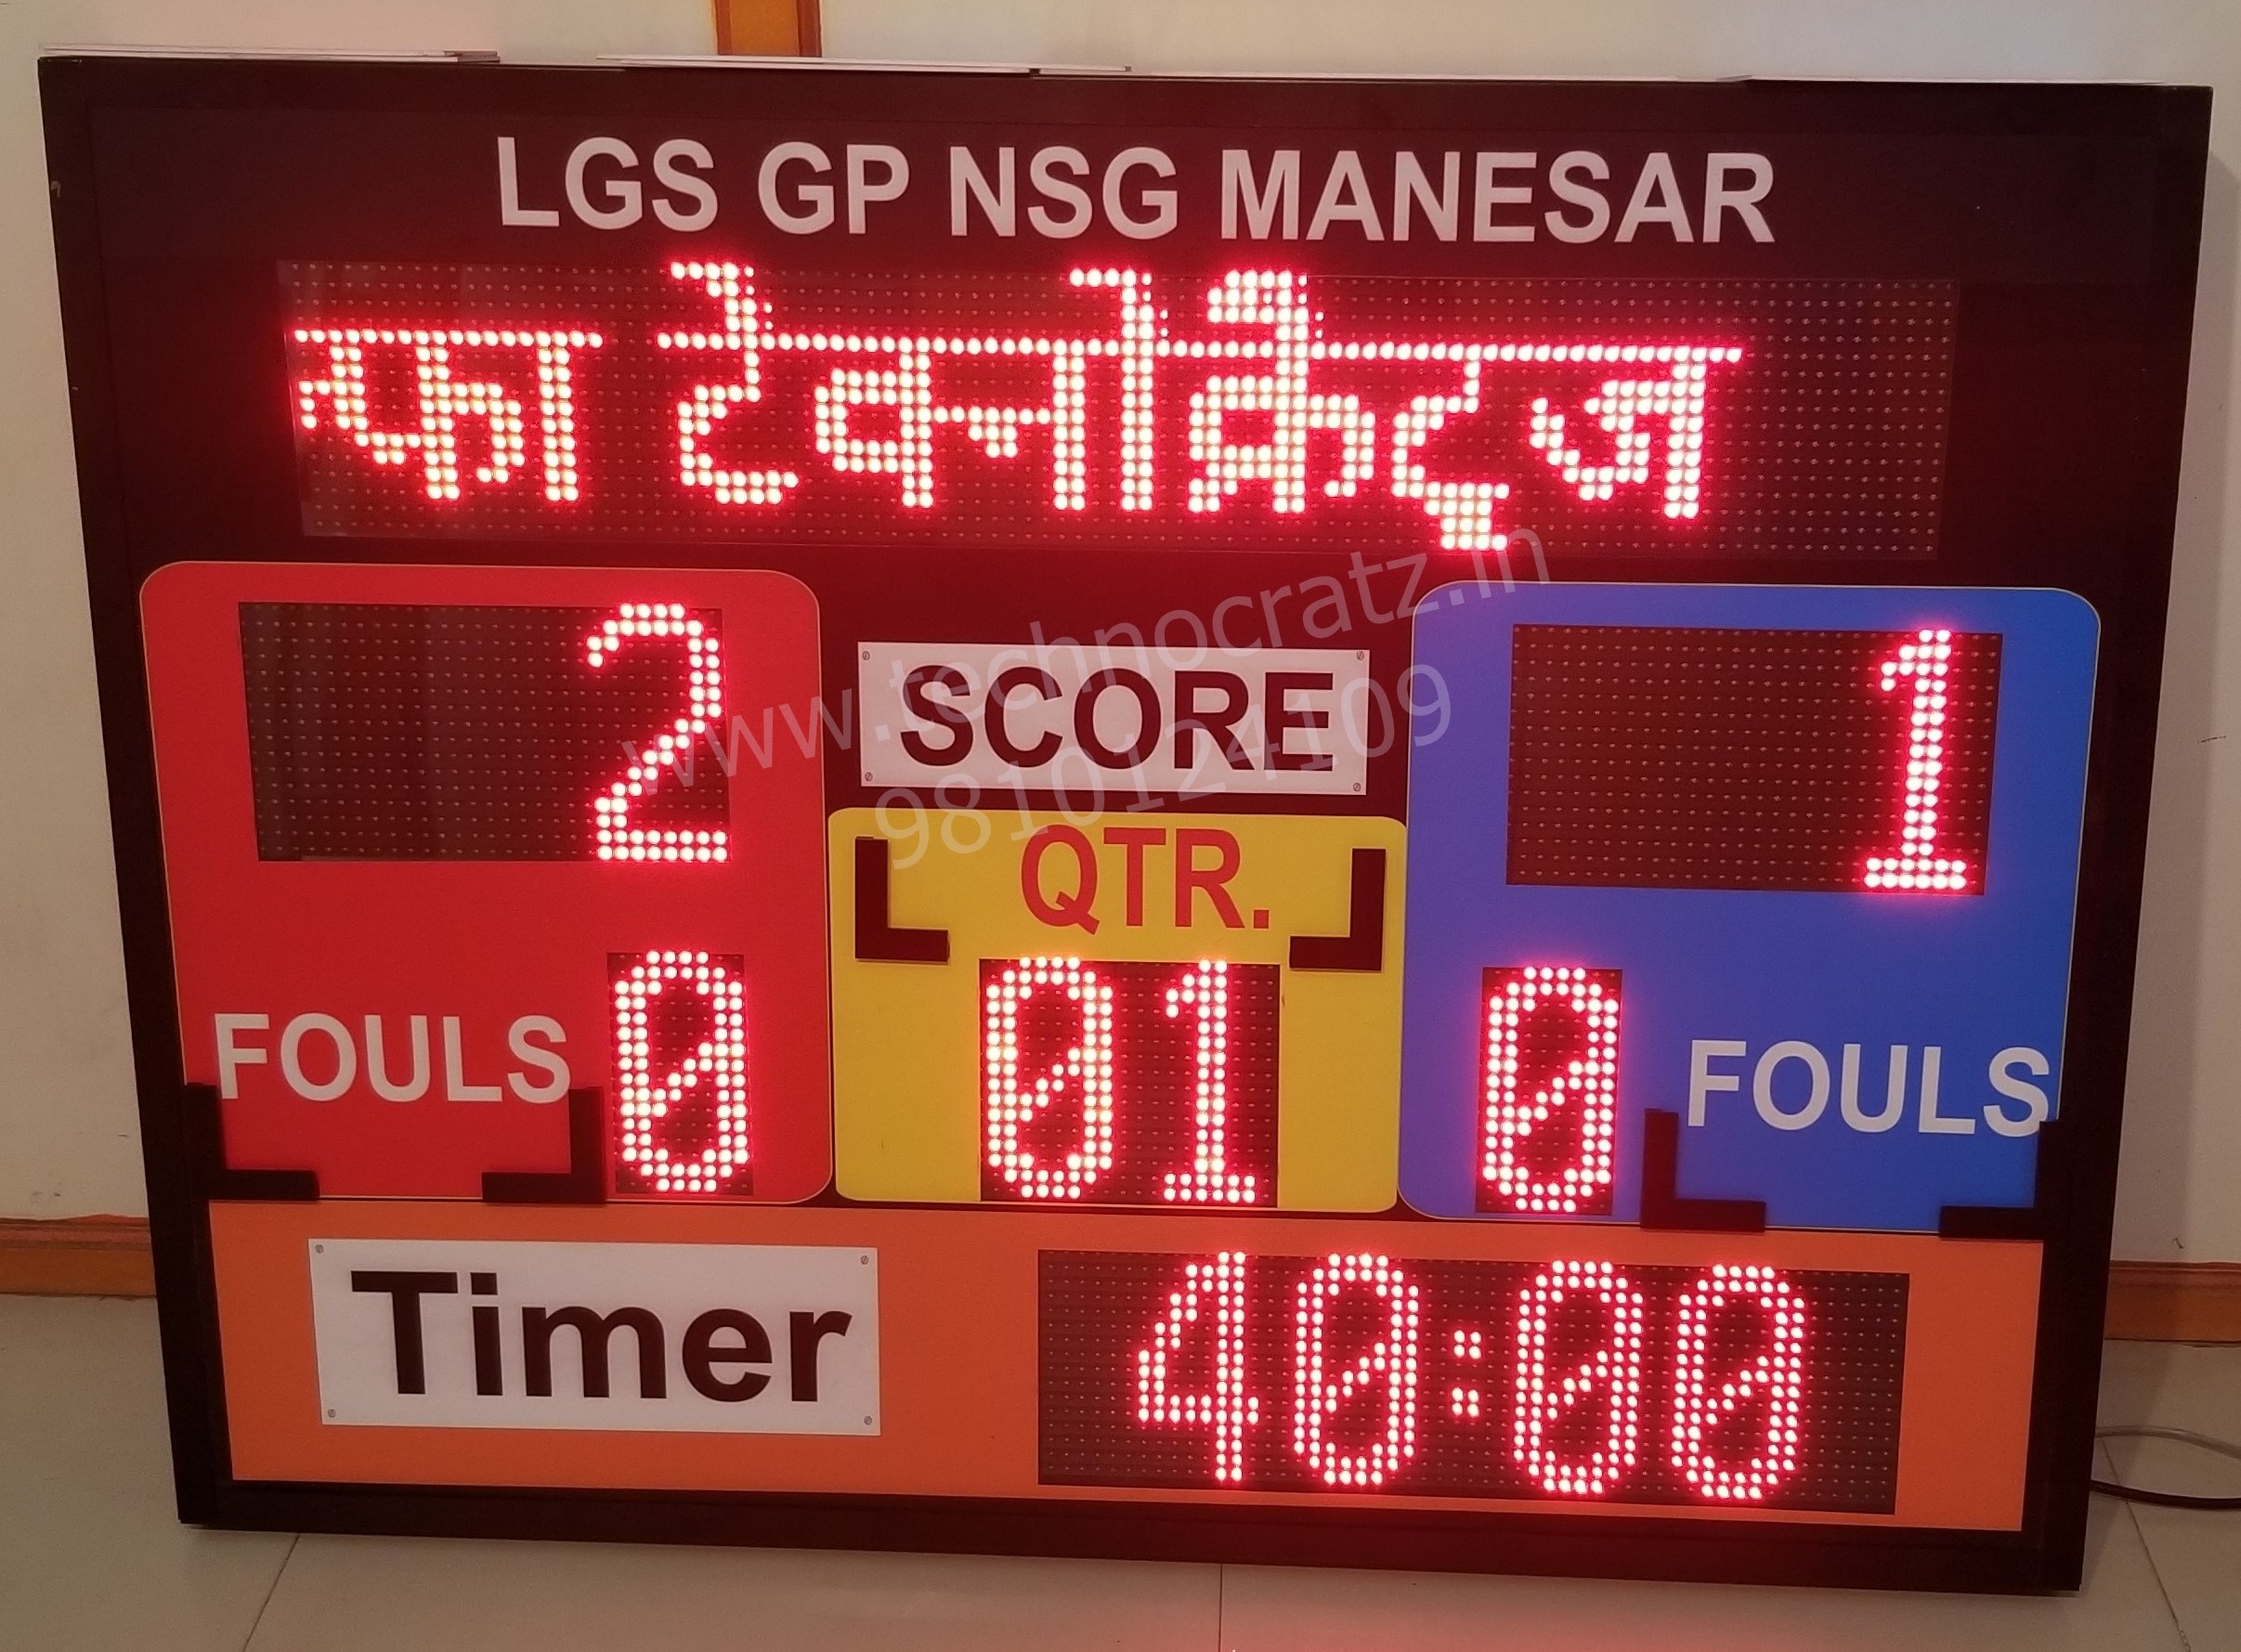 LGS GP NSG MANESAR
टेक्नोक्रैट्ज
2 SCORE 1
www.technocratz.in
9810124109
QTR.
FOULS 0 01 0 FOULS
Timer 40:00